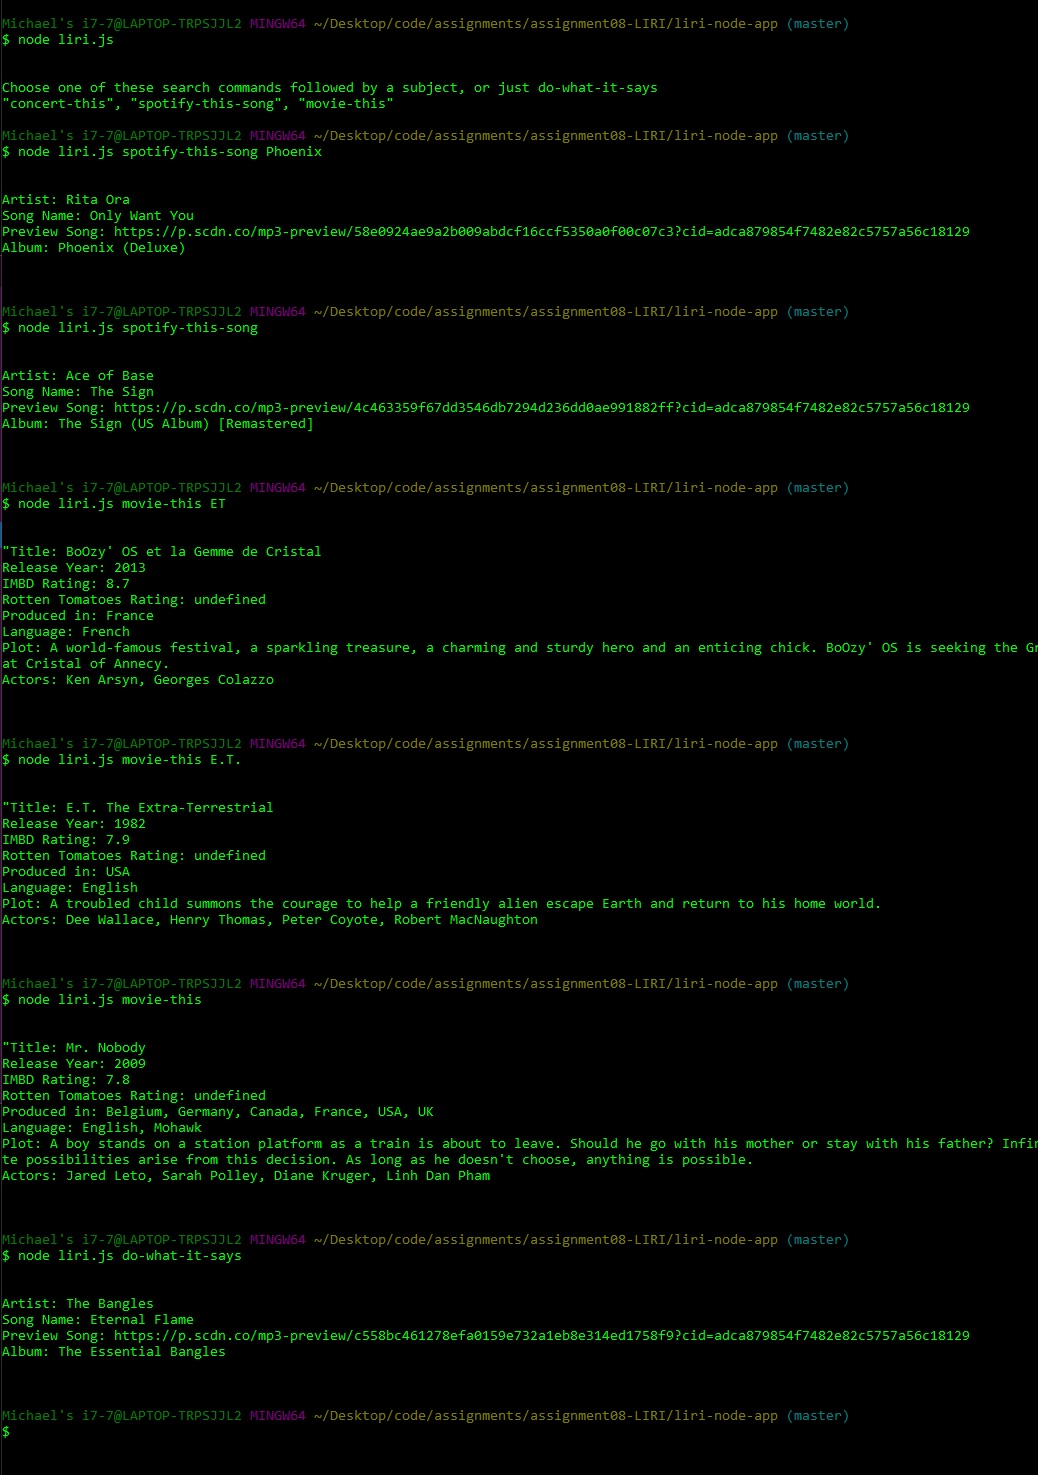 Michael's i7-7@LAPTOP-TRPSJJL2 MINGW64 ~/Desktop/code/assignments/assignment08-LIRI/liri-node-app (master)
$ node liri.js
Choose one of these search commands followed by a subject, or just do-what-it-says
"concert-this", "spotify-this-song", "movie-this"
Michael's i7-7@LAPTOP-TRPSJJL2 MINGW64 ~/Desktop/code/assignments/assignment08-LIRI/liri-node-app (master)
$ node liri.js spotify-this-song Phoenix
Artist: Rita Ora
Song Name: Only Want You
Preview Song: https://p.scdn.co/mp3-preview/58e0924ae9a2b009abdcf16ccf5350a0f00c07c3?cid=adca879854f7482e82c5757a56c18129
Album: Phoenix (Deluxe)
Michael's i7-7@LAPTOP-TRPSJJL2 MINGW64 ~/Desktop/code/assignments/assignment08-LIRI/liri-node-app (master)
$ node liri.js spotify-this-song
Artist: Ace of Base
Song Name: The Sign
Preview Song: https://p.scdn.co/mp3-preview/4c463359f67dd3546db7294d236dd0ae991882ff?cid=adca879854f7482e82c5757a56c18129
Album: The Sign (US Album) [Remastered]
Michael's i7-7@LAPTOP-TRPSJJL2 MINGW64 ~/Desktop/code/assignments/assignment08-LIRI/liri-node-app (master)
$ node liri.js movie-this ET
"Title: BoOzy' OS et la Gemme de Cristal
Release Year: 2013
IMBD Rating: 8.7
Rotten Tomatoes Rating: undefined
Produced in: France
Language: French
Plot: A world-famous festival, a sparkling treasure, a charming and sturdy hero and an enticing chick. BoOzy' OS is seeking the Gr
at Cristal of Annecy.
Actors: Ken Arsyn, Georges Colazzo
Michael's i7-7@LAPTOP-TRPSJJL2 MINGW64 ~/Desktop/code/assignments/assignment08-LIRI/liri-node-app (master)
$ node liri.js movie-this E.T.
"Title: E.T. The Extra-Terrestrial
Release Year: 1982
IMBD Rating: 7.9
Rotten Tomatoes Rating: undefined
Produced in: USA
Language: English
Plot: A troubled child summons the courage to help a friendly alien escape Earth and return to his home world.
Actors: Dee Wallace, Henry Thomas, Peter Coyote, Robert MacNaughton
Michael's i7-7@LAPTOP-TRPSJJL2 MINGW64 ~/Desktop/code/assignments/assignment08-LIRI/liri-node-app (master)
$ node liri.js movie-this
"Title: Mr. Nobody
Release Year: 2009
IMBD Rating: 7.8
Rotten Tomatoes Rating: undefined
Produced in: Belgium, Germany, Canada, France, USA, UK
Language: English, Mohawk
Plot: A boy stands on a station platform as a train is about to leave. Should he go with his mother or stay with his father? Infin
te possibilities arise from this decision. As long as he doesn't choose, anything is possible.
Actors: Jared Leto, Sarah Polley, Diane Kruger, Linh Dan Pham
Michael's i7-7@LAPTOP-TRPSJJL2 MINGW64 ~/Desktop/code/assignments/assignment08-LIRI/liri-node-app (master)
$ node liri.js do-what-it-says
Artist: The Bangles
Song Name: Eternal Flame
Preview Song: https://p.scdn.co/mp3-preview/c558bc461278efa0159e732a1eb8e314ed1758f9?cid=adca879854f7482e82c5757a56c18129
Album: The Essential Bangles
Michael's i7-7@LAPTOP-TRPSJJL2 MINGW64 ~/Desktop/code/assignments/assignment08-LIRI/liri-node-app (master)
$